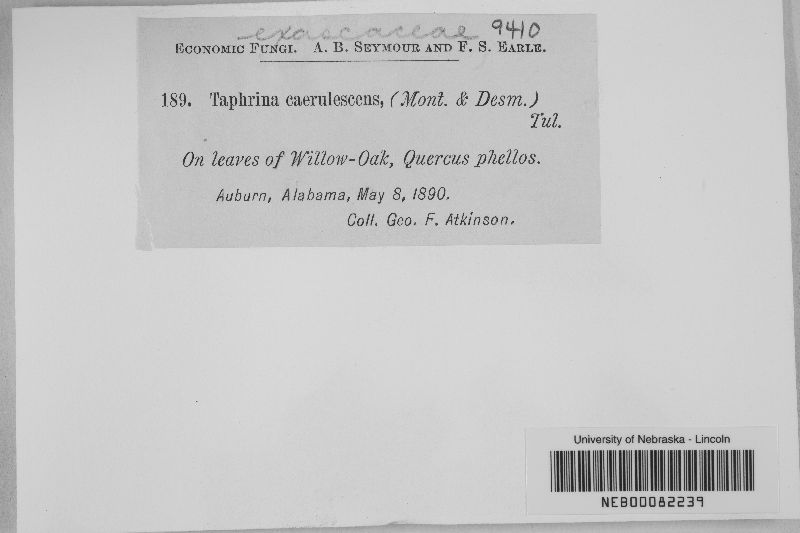 exascaceae 9410
ECONOMIC FUNGI. A. B. SEYMOUR AND F. S. EARLE.
189. Taphrina caerulescens, (Mont. & Desm.)
Tul.
On leaves of Willow-Oak, Quercus phellos.
Auburn, Alabama, May 8, 1890.
Coll. Geo. F. Atkinson.
University of Nebraska - Lincoln
NEB00082239